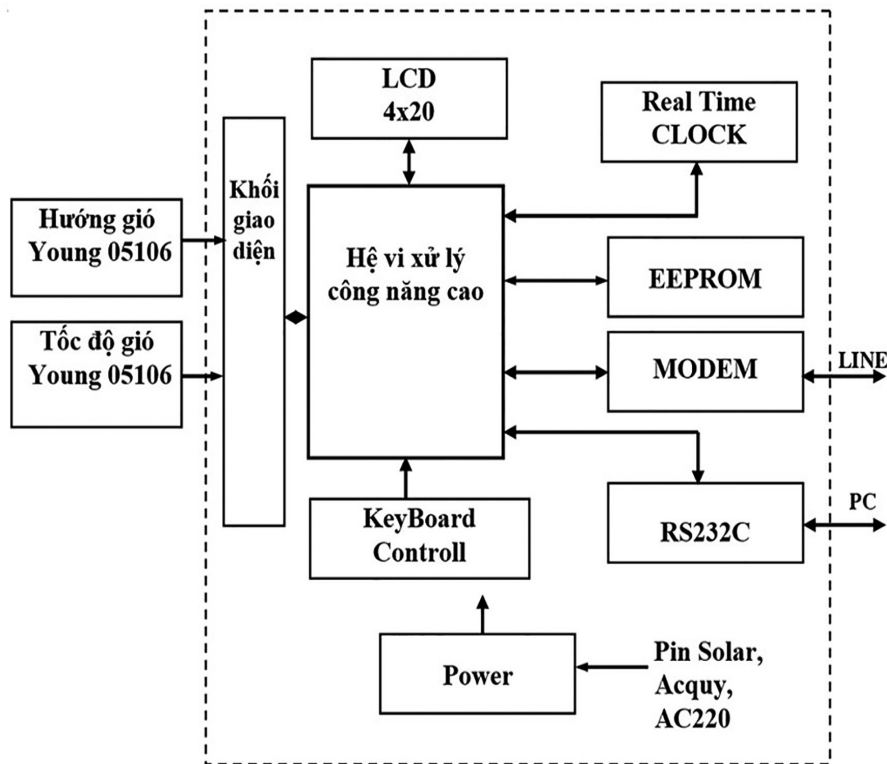 LCD
4x20
Real Time
CLOCK
Khối
giao
diện
Hướng gió
Young 05106
Hệ vi xử lý
công năng cao
EEPROM
Tốc độ gió
Young 05106
MODEM
LINE
KeyBoard
Controll
RS232C
PC
Power
Pin Solar,
Acquy,
AC220